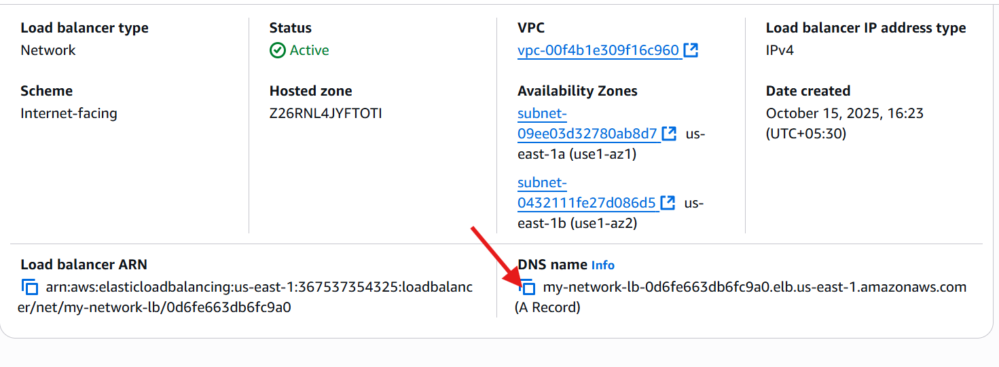 Load balancer type
Network
Status
Active
VPC
vpc-00f4b1e309f16c960
Load balancer IP address type
IPv4
Scheme
Internet-facing
Hosted zone
Z26RNL4JYFTOTI
Availability Zones
subnet-
09ee03d32780ab8d7 us-
east-1a (use1-az1)
subnet-
0432111fe27d086d5 us-
east-1b (use1-az2)
Date created
October 15, 2025, 16:23
(UTC+05:30)
Load balancer ARN
arn:aws:elasticloadbalancing:us-east-1:367537354325:loadbalanc
er/net/my-network-lb/0d6fe663db6fc9a0
DNS name Info
my-network-lb-0d6fe663db6fc9a0.elb.us-east-1.amazonaws.com
(A Record)